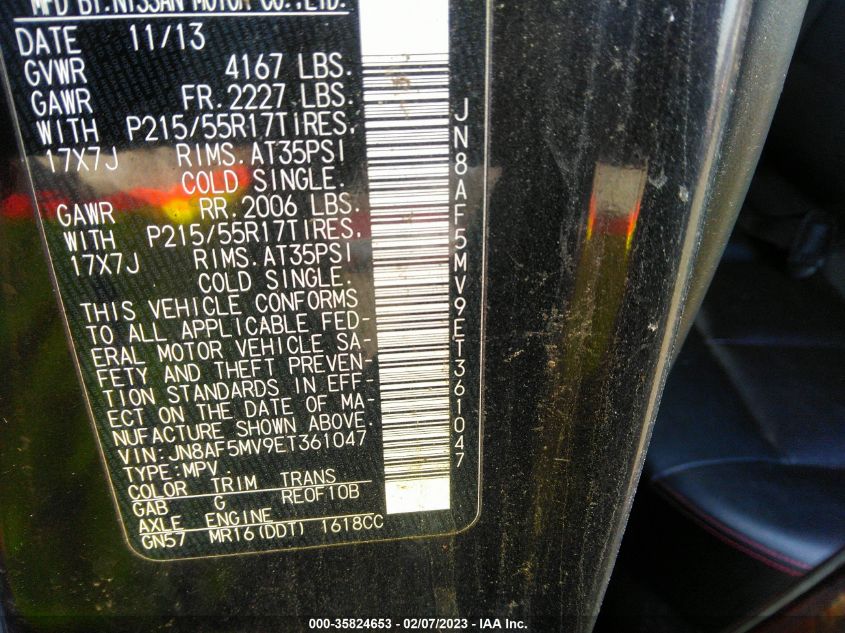 MFD BY:NISSAN MOTOR CO.,LTD.
DATE 11/13
GVWR 4167 LBS.
GAWR FR.2227 LBS.
WITH P215/55R17TIRES,
17X7J RIMS.AT35PSI
COLD SINGLE.
GAWR RR.2006 LBS.
WITH P215/55R17TIRES,
17X7J RIMS.AT35PSI
COLD SINGLE.
THIS VEHICLE CONFORMS
TO ALL APPLICABLE FED-
ERAL MOTOR VEHICLE SA-
FETY AND THEFT PREVEN-
TION STANDARDS IN EFF-
ECT ON THE DATE OF MA-
NUFACTURE SHOWN ABOVE.
VIN:JN8AF5MV9ET361047
TYPE:MPV
COLOR TRIM TRANS
GAB G RE0F10B
AXLE ENGINE
GN57 MR16(DDT) 1618CC
JN8AF5MV9ET361047
000-35824653 - 02/07/2023 - IAA Inc.